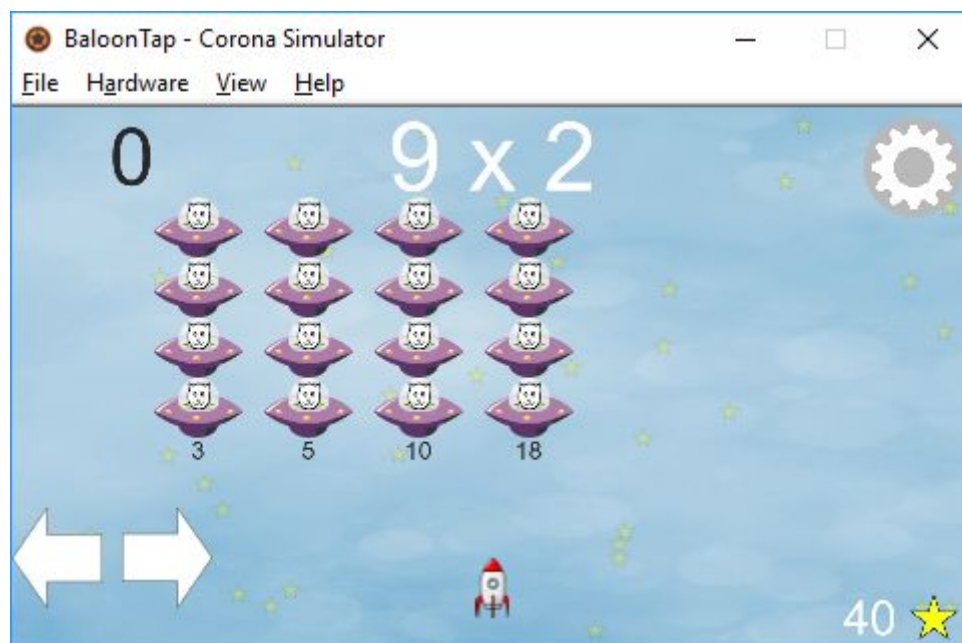 BaloonTap - Corona Simulator
File Hardware View Help
0 9 x 2
3 5 10 18
40